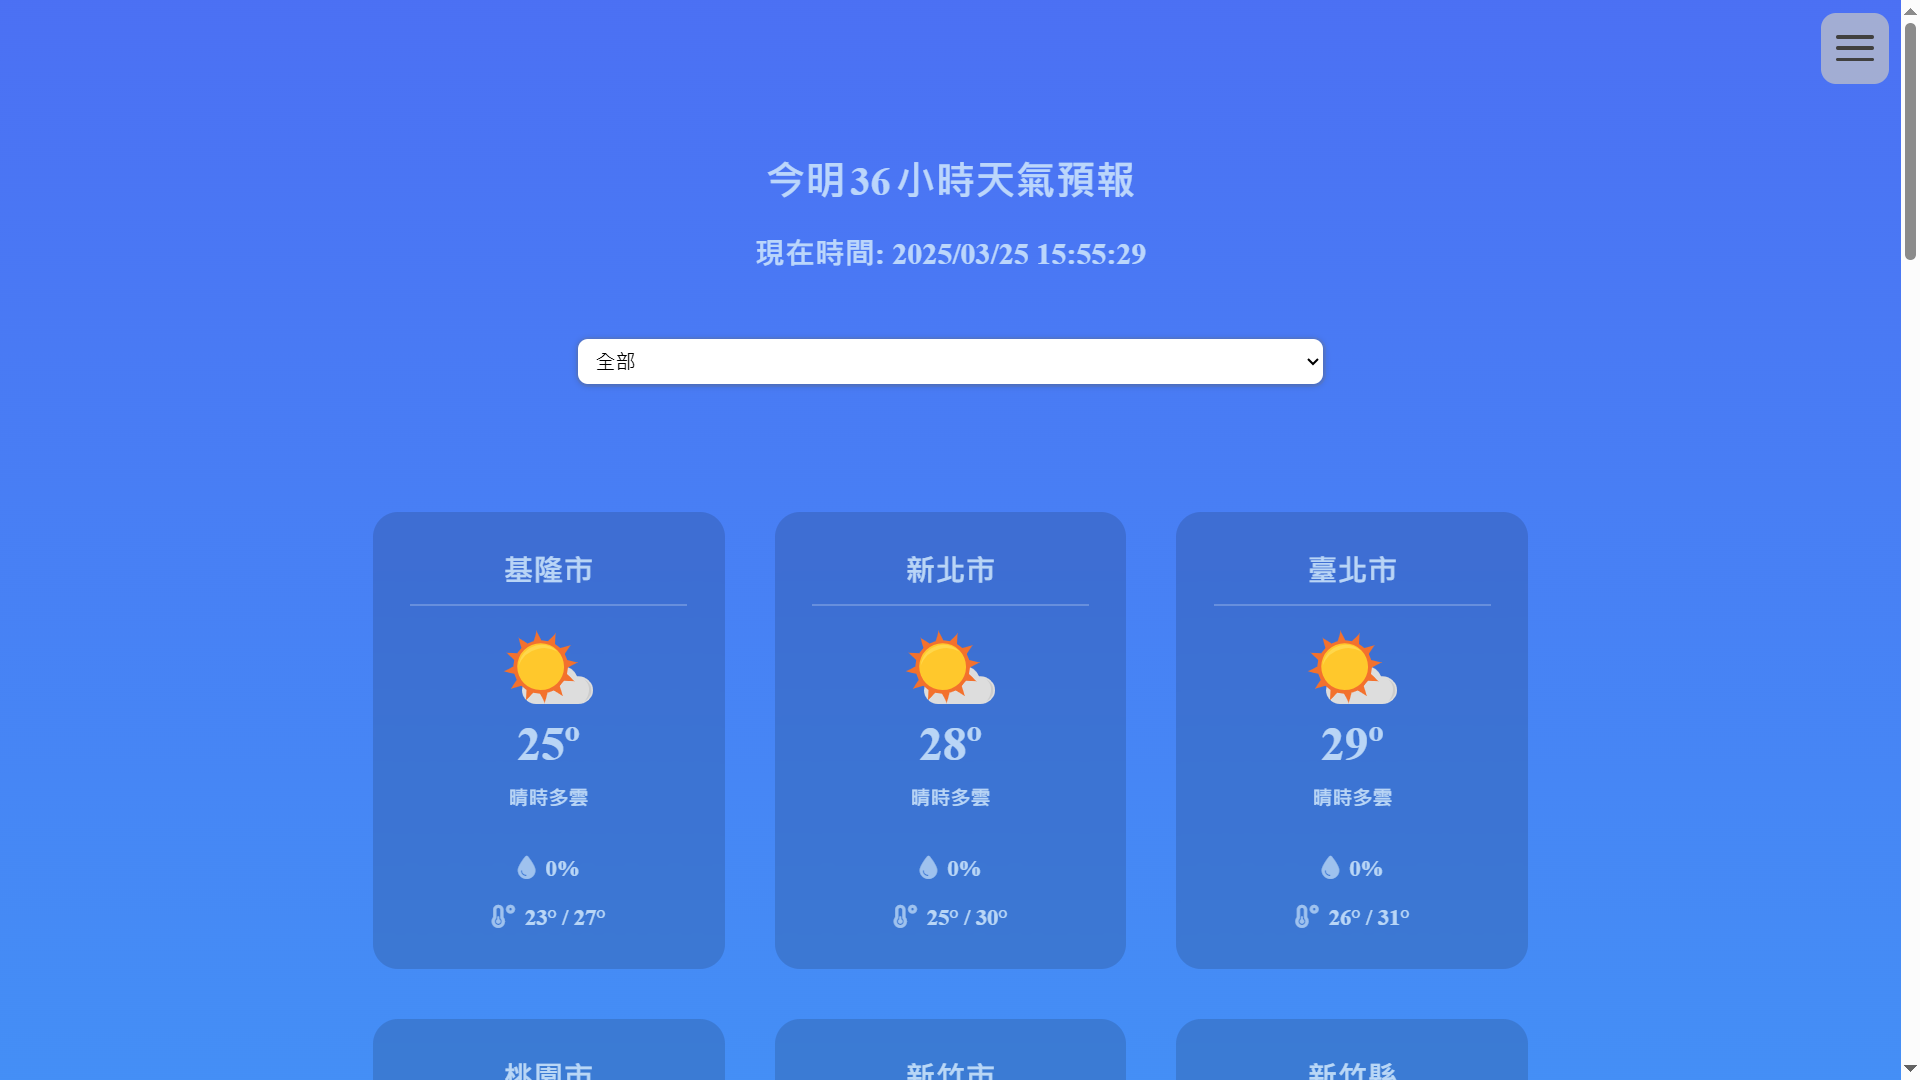 今明36小時天氣預報
現在時間: 2025/03/25 15:55:29
全部
基隆市
25°
晴時多雲
0%
23° / 27°
新北市
28°
晴時多雲
0%
25° / 30°
臺北市
29°
晴時多雲
0%
26° / 31°
桃園市
新竹市
新竹縣